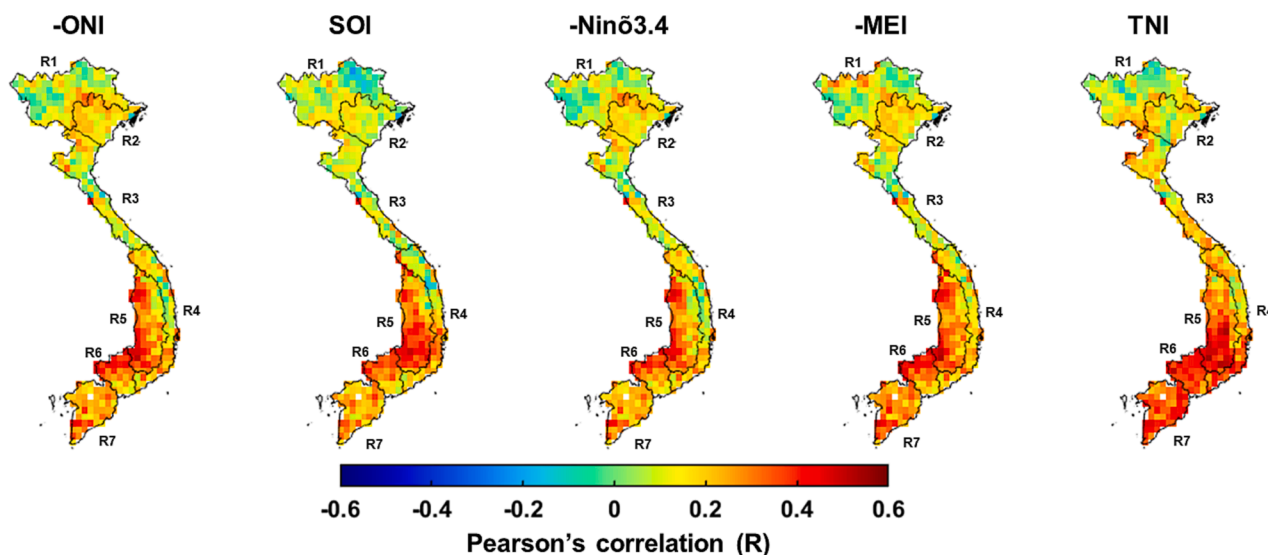 -ONI SOI -Ninõ3.4 -MEI TNI
R1 R1 R1 R1 R1
R2 R2 R2 R2 R2
R3 R3 R3 R3 R3
R4 R4 R4 R4 R4
R5 R5 R5 R5 R5
R6 R6 R6 R6 R6
R7 R7 R7 R7 R7
-0.6 -0.4 -0.2 0 0.2 0.4 0.6
Pearson's correlation (R)